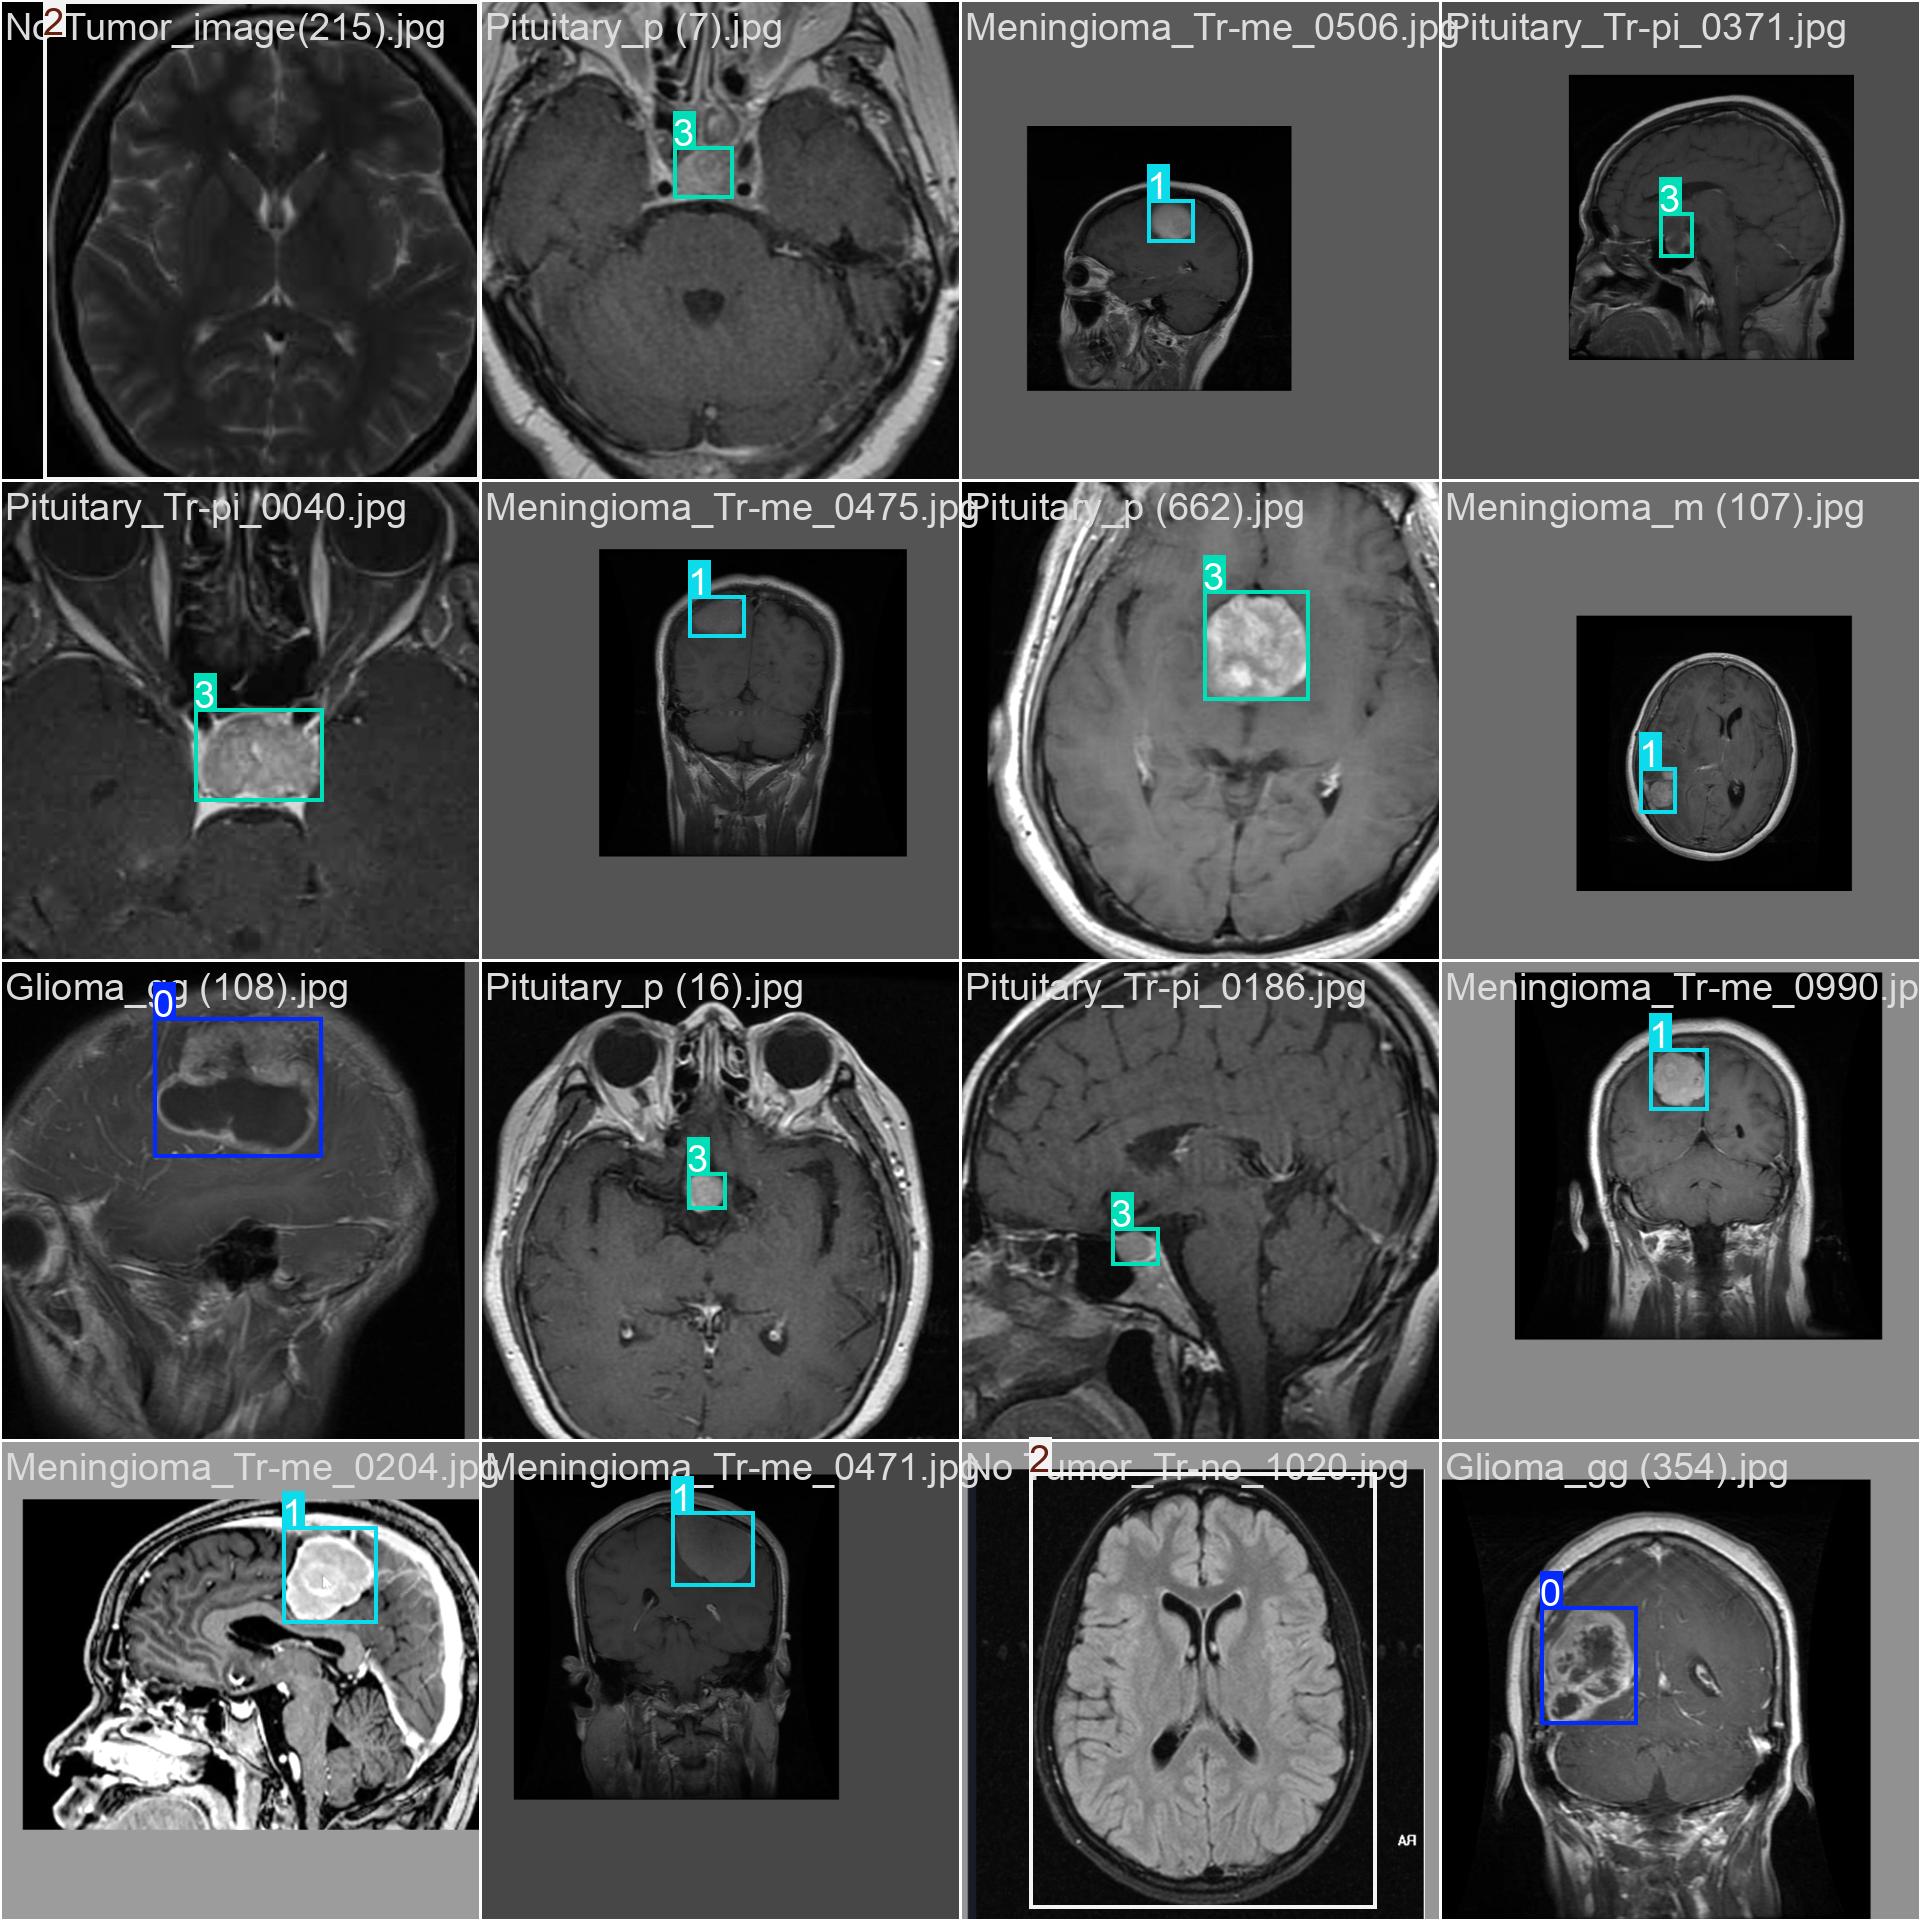 No Tumor_image(215).jpg
2
Pituitary_p (7).jpg
3
Meningioma_Tr-me_0506.jpg
1
Pituitary_Tr-pi_0371.jpg
3
Pituitary_Tr-pi_0040.jpg
3
Meningioma_Tr-me_0475.jpg
1
Pituitary_p (662).jpg
3
Meningioma_m (107).jpg
1
Glioma_gg (108).jpg
0
Pituitary_p (16).jpg
3
Pituitary_Tr-pi_0186.jpg
3
Meningioma_Tr-me_0990.jp
1
Meningioma_Tr-me_0204.jpg
1
Meningioma_Tr-me_0471.jpg
1
No Tumor_Tr-no_1020.jpg
2
Glioma_gg (354).jpg
0